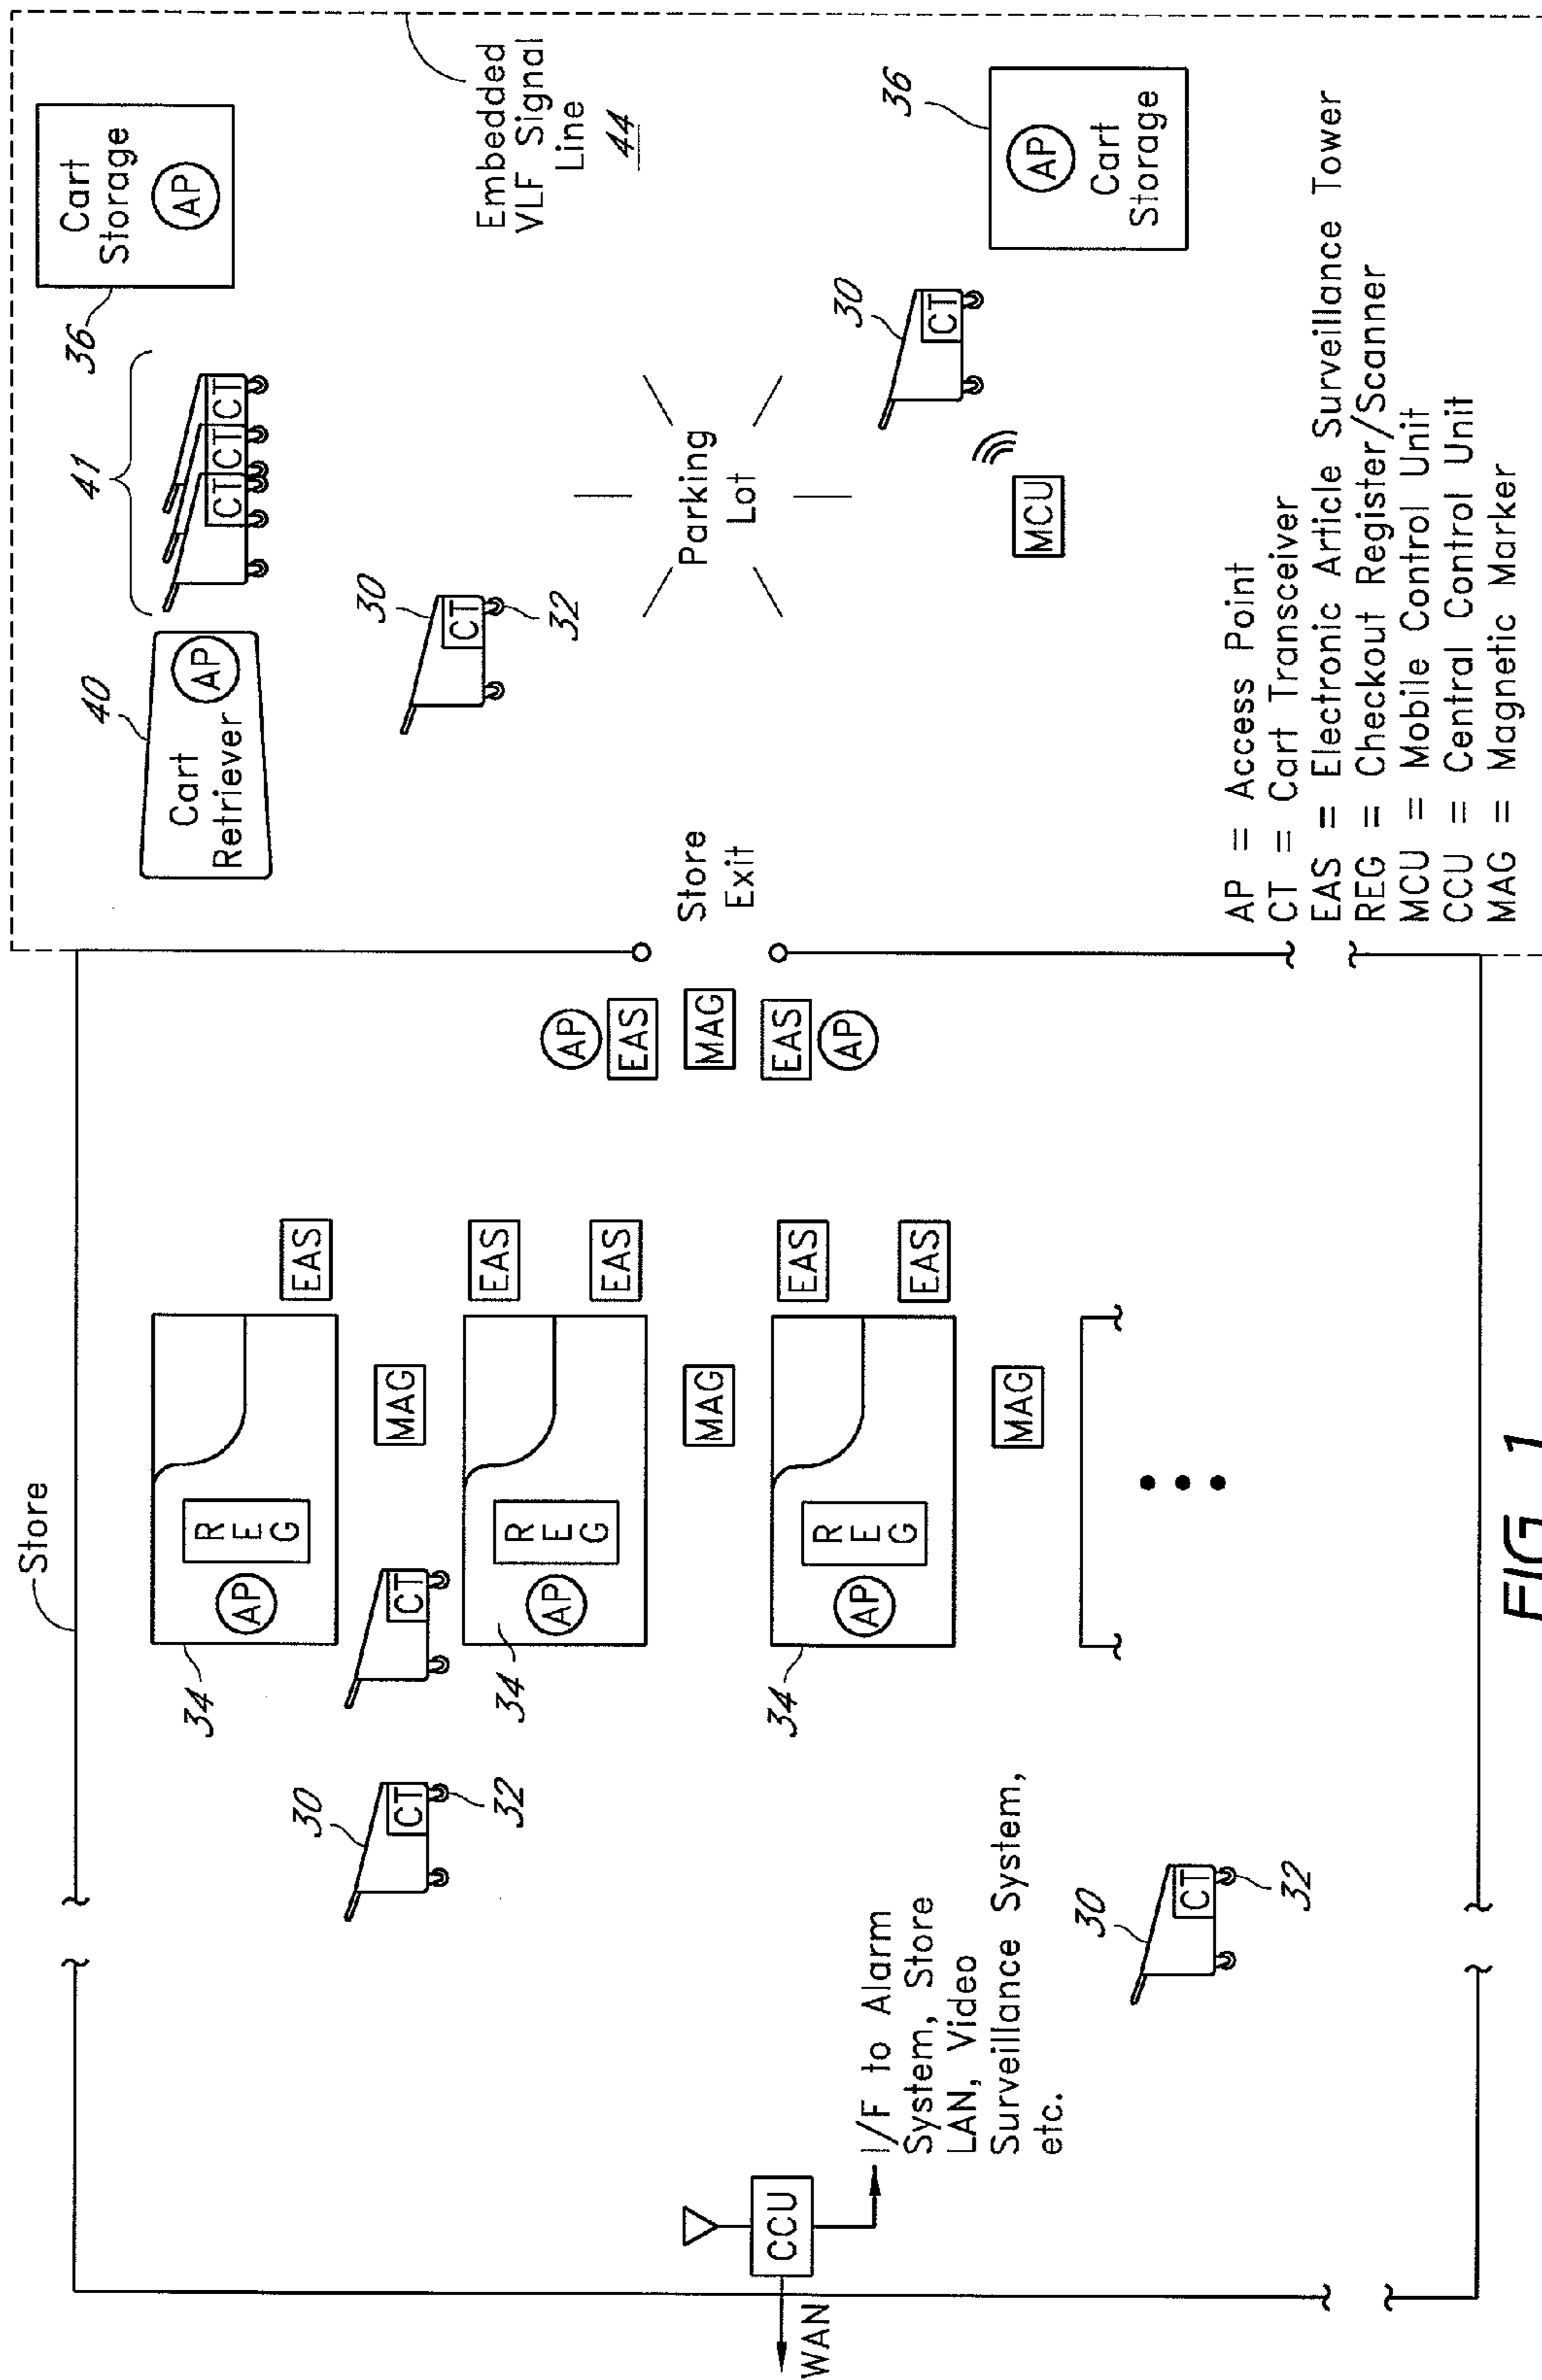 Store
34
REG
AP
EAS
MAG
30
CT
32
CT
34
REG
AP
EAS
EAS
MAG
34
REG
AP
EAS
EAS
MAG
30
CT
32
WAN
CCU
I/F to Alarm
System, Store
LAN, Video
Surveillance System,
etc.
AP
EAS
MAG
EAS
AP
Store
Exit
40
Cart
Retriever
AP
41
CT
CT
CT
36
Cart
Storage
AP
30
CT
32
Embedded
VLF Signal
Line
44
Parking
Lot
MCU
30
CT
36
AP
Cart
Storage
AP = Access Point
CT = Cart Transceiver
EAS = Electronic Article Surveillance Tower
REG = Checkout Register/Scanner
MCU = Mobile Control Unit
CCU = Central Control Unit
MAG = Magnetic Marker
FIG. 1